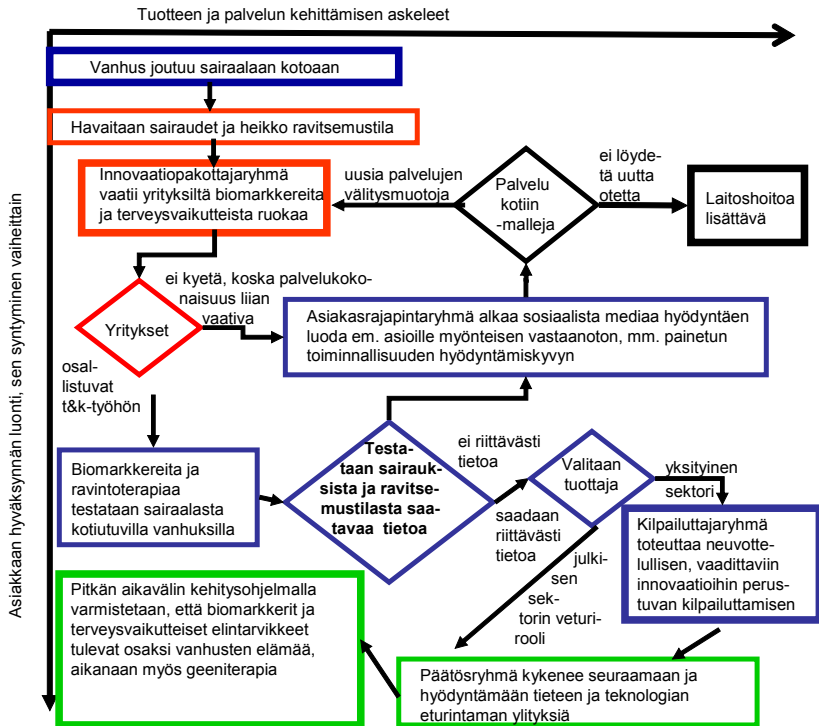 Tuotteen ja palvelun kehittämisen askeleet
Asiakkaan hyväksynnän luonti, sen syntyminen vaiheittain
Vanhus joutuu sairaalaan kotoaan
Havaitaan sairaudet ja heikko ravitsemustila
Innovaatiopakottajaryhmä
vaatii yrityksiltä biomarkkereita
ja terveysvaikutteista ruokaa
uusia palvelujen
välitysmuotoja
Palvelu
kotiin
-malleja
ei löyde-
tä uutta
otetta
Laitoshoitoa
lisättävä
Yritykset
ei kyetä, koska palvelukoko-
naisuus liian
vaativa
Asiakasrajapintaryhmä alkaa sosiaalista mediaa hyödyntäen
luoda em. asioille myönteisen vastaanoton, mm. painetun
toiminnallisuuden hyödyntämiskyvyn
osal-
listuvat
t&k-työhön
Biomarkkereita ja
ravintoterapiaa
testataan sairaalasta
kotiutuvilla vanhuksilla
Testa-
taan sairauk-
sista ja ravitse-
mustilasta saa-
tavaa tietoa
ei riittävästi
tietoa
saadaan
riittävästi
tietoa
Valitaan
tuottaja
yksityinen
sektori
julki-
sen
sek-
torin veturi-
rooli
Kilpailuttajaryhmä
toteuttaa neuvotte-
lullisen, vaadittaviin
innovaatioihin perus-
tuvan kilpailuttamisen
Pitkän aikavälin kehitysohjelmalla
varmistetaan, että biomarkkerit ja
terveysvaikutteiset elintarvikkeet
tulevat osaksi vanhusten elämää,
aikanaan myös geeniterapia
Päätösryhmä kykenee seuraamaan ja
hyödyntämään tieteen ja teknologian
eturintaman ylityksiä